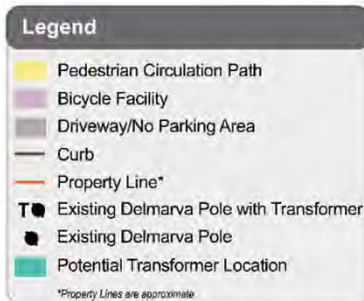 Legend
Pedestrian Circulation Path
Bicycle Facility
Driveway/No Parking Area
Curb
Property Line*
T Existing Delmarva Pole with Transformer
Existing Delmarva Pole
Potential Transformer Location
*Property Lines are approximate